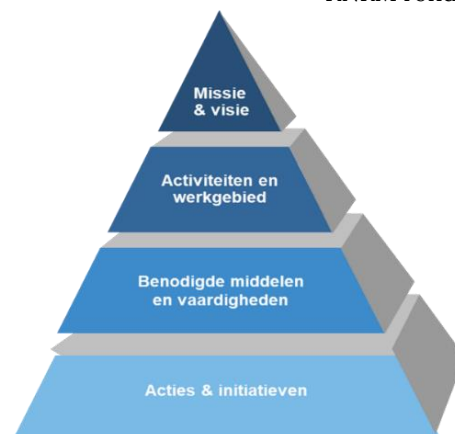 Missie
& visie
Activiteiten en
werkgebied
Benodigde middelen
en vaardigheden
Acties & initiatieven